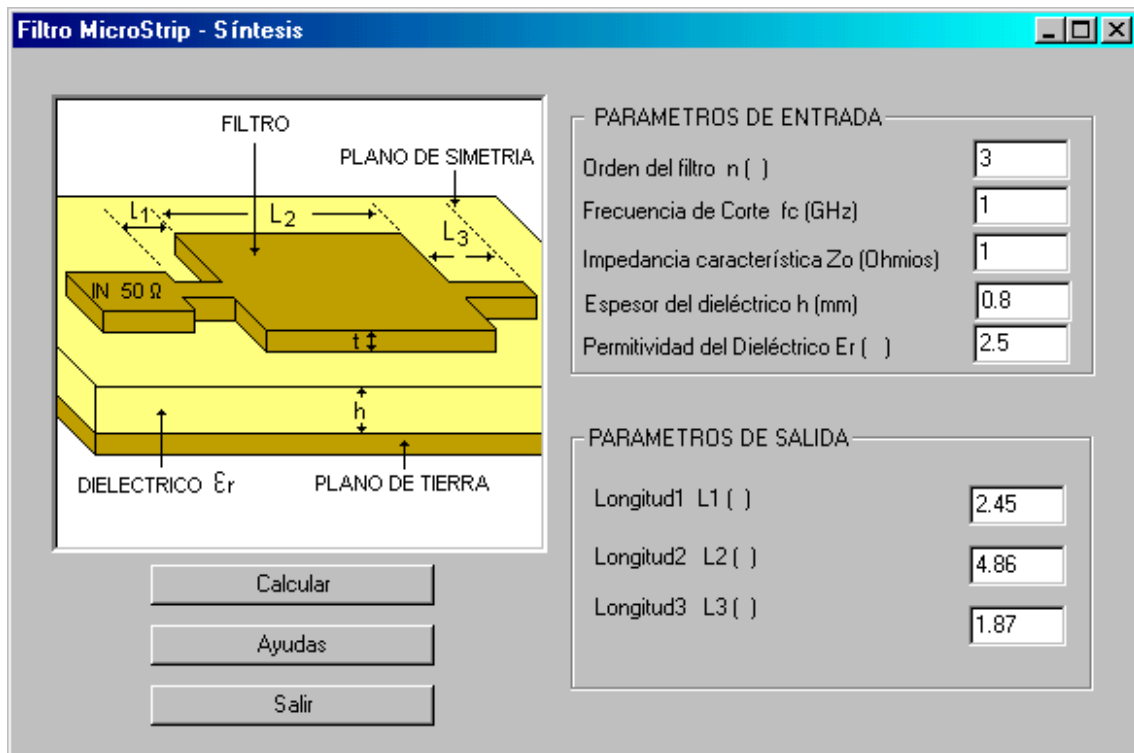 Filtro MicroStrip - Síntesis
FILTRO
PLANO DE SIMETRIA
L1
L2
L3
IN 50 Ω
t
h
DIELECTRICO Ɛr
PLANO DE TIERRA
Calcular
Ayudas
Salir
PARAMETROS DE ENTRADA
Orden del filtro n ( ) 3
Frecuencia de Corte fc (GHz) 1
Impedancia característica Zo (Ohmios) 1
Espesor del dieléctrico h (mm) 0.8
Permitividad del Dieléctrico Er ( ) 2.5
PARAMETROS DE SALIDA
Longitud1 L1 ( ) 2.45
Longitud2 L2 ( ) 4.86
Longitud3 L3 ( ) 1.87